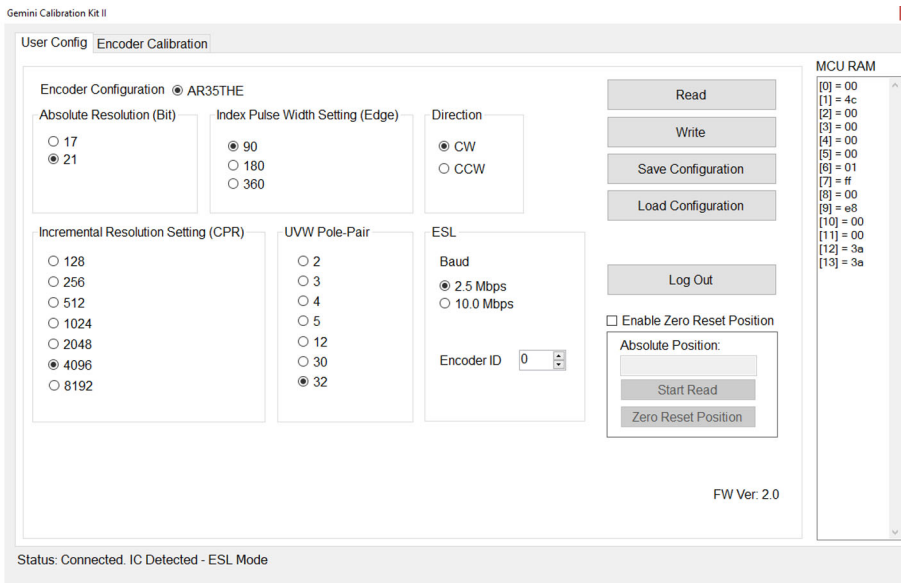 Gemini Calibration Kit II
User Config
Encoder Calibration
Encoder Configuration
AR35THE
Absolute Resolution (Bit)
17
21
Index Pulse Width Setting (Edge)
90
180
360
Direction
CW
CCW
Incremental Resolution Setting (CPR)
128
256
512
1024
2048
4096
8192
UVW Pole-Pair
2
3
4
5
12
30
32
ESL
Baud
2.5 Mbps
10.0 Mbps
Encoder ID
0
Read
Write
Save Configuration
Load Configuration
Log Out
Enable Zero Reset Position
Absolute Position:
Start Read
Zero Reset Position
FW Ver: 2.0
MCU RAM
[0] = 00
[1] = 4c
[2] = 00
[3] = 00
[4] = 00
[5] = 00
[6] = 01
[7] = ff
[8] = 00
[9] = e8
[10] = 00
[11] = 00
[12] = 3a
[13] = 3a
Status: Connected. IC Detected - ESL Mode